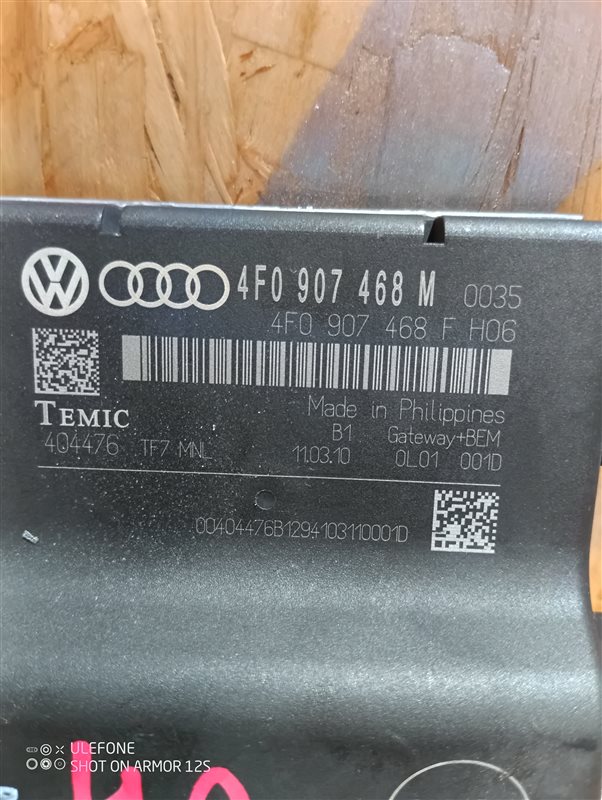 4F0 907 468 M 0035
4F0 907 468 F H06
TEMIC
Made in Philippines
404476 TF7 MNL B1 Gateway+BEM
11.03.10 0L01 001D
00404476B1294103110001D
ULEFONE
SHOT ON ARMOR 12S